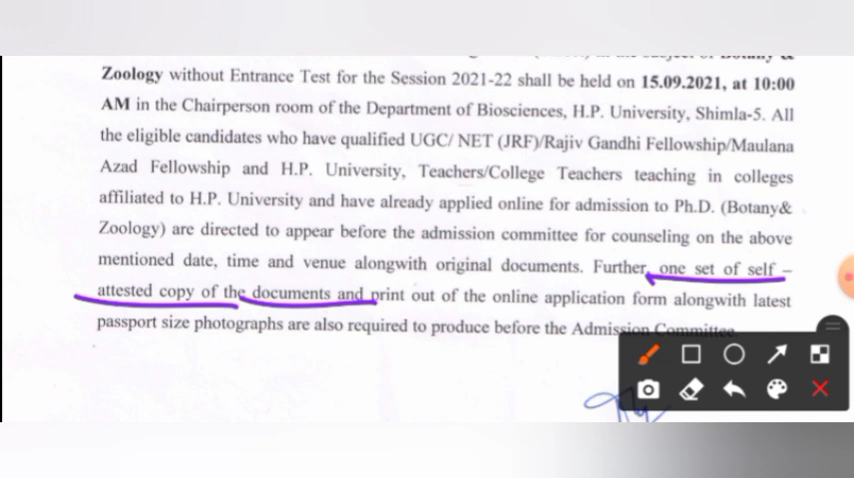 Botany &
Zoology without Entrance Test for the Session 2021-22 shall be held on 15.09.2021, at 10:00
AM in the Chairperson room of the Department of Biosciences, H.P. University, Shimla-5. All
the eligible candidates who have qualified UGC/ NET (JRF)/Rajiv Gandhi Fellowship/Maulana
Azad Fellowship and H.P. University, Teachers/College Teachers teaching in colleges
affiliated to H.P. University and have already applied online for admission to Ph.D. (Botany&
Zoology) are directed to appear before the admission committee for counseling on the above
mentioned date, time and venue alongwith original documents. Further, one set of self –
attested copy of the documents and print out of the online application form alongwith latest
passport size photographs are also required to produce before the Admission Committee.